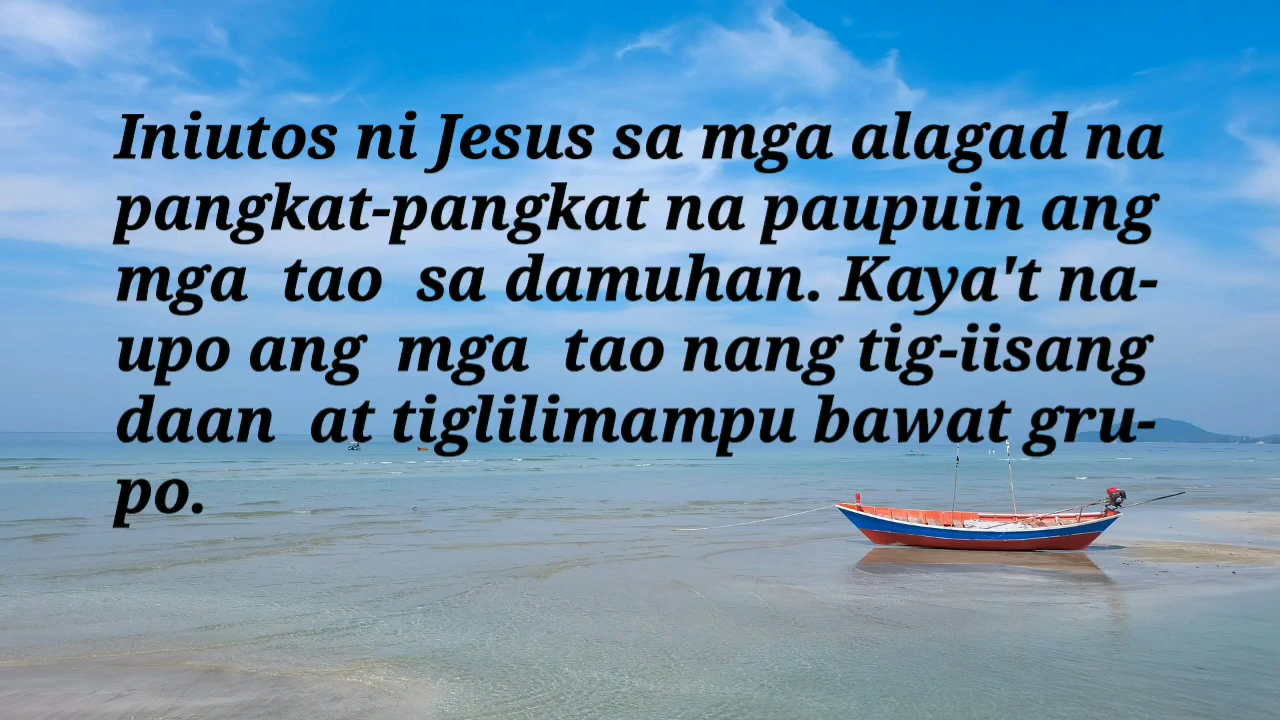 Iniutos ni Jesus sa mga alagad na
pangkat-pangkat na paupuin ang
mga tao sa damuhan. Kaya't na-
upo ang mga tao nang tig-iisang
daan at tiglilimampu bawat gru-
po.